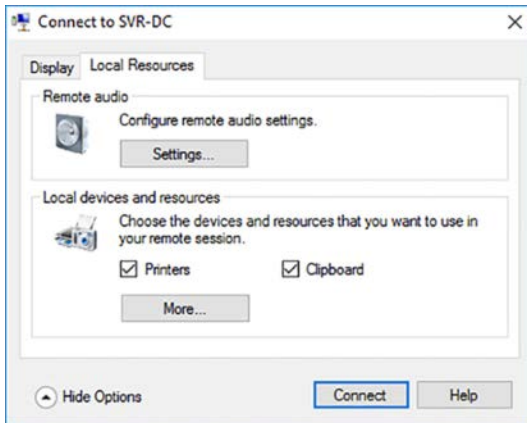 Connect to SVR-DC
Display
Local Resources
Remote audio
Configure remote audio settings.
Settings...
Local devices and resources
Choose the devices and resources that you want to use in
your remote session.
Printers
Clipboard
More...
Hide Options
Connect
Help